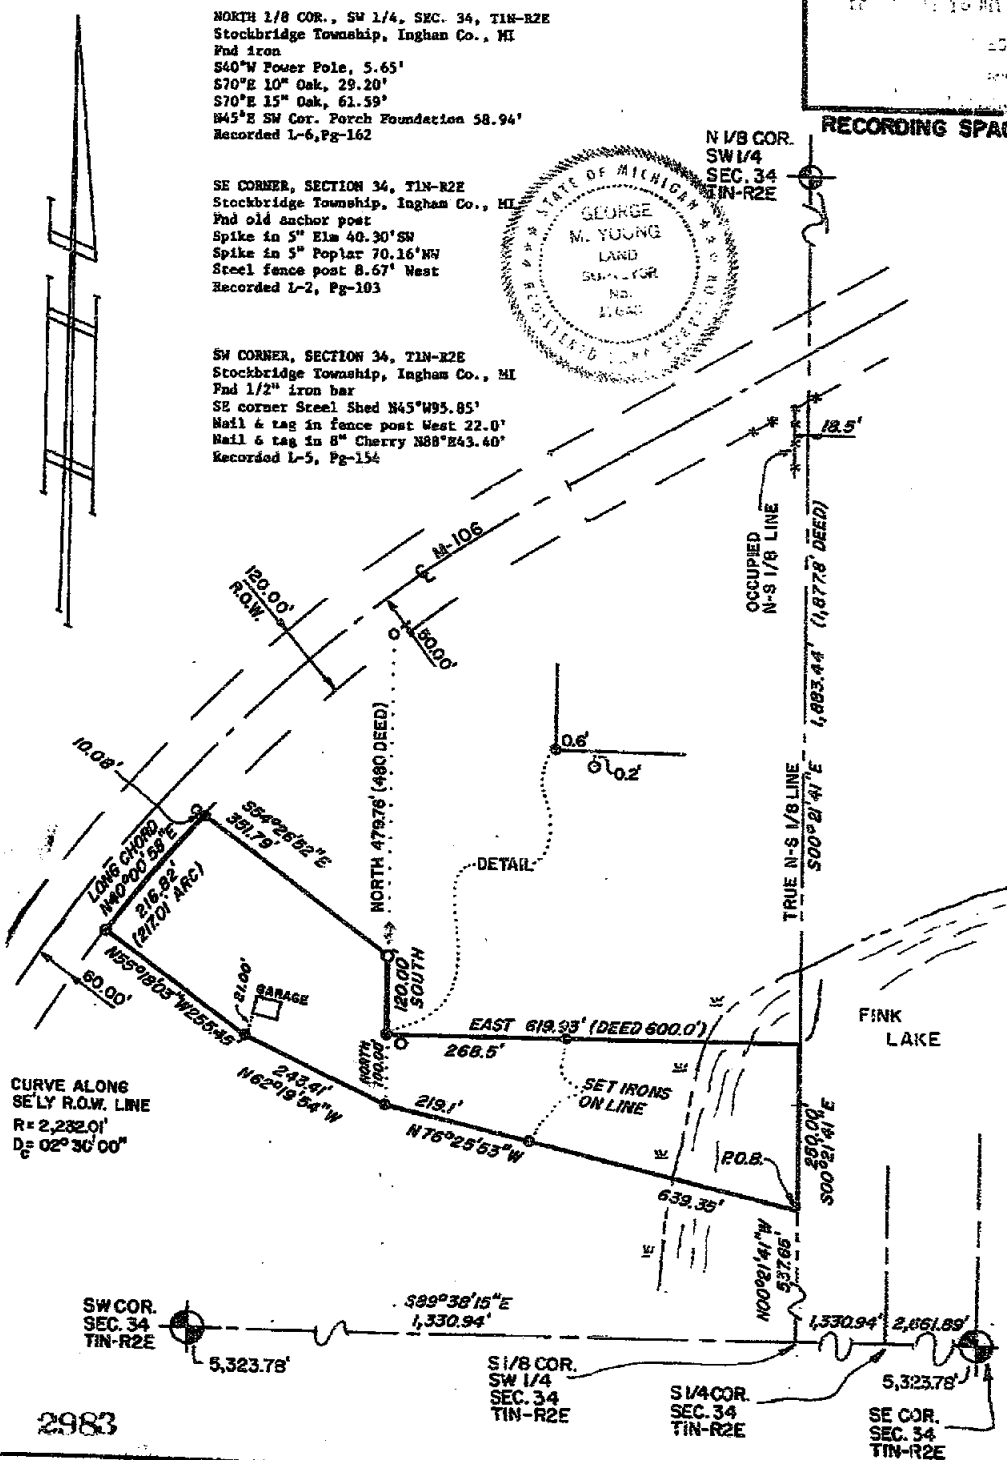 NORTH 1/8 COR., SW 1/4, SEC. 34, T1N-R2E
Stockbridge Township, Ingham Co., MI
Fnd iron
S40°W Power Pole, 5.65'
S70°E 10" Oak, 29.20'
S70°E 15" Oak, 61.59'
N45°E SW Cor. Porch Foundation 58.94'
Recorded L-6,Pg-162
RECORDING SPA
N 1/8 COR.
SW 1/4
SEC. 34
T1N-R2E
SE CORNER, SECTION 34, T1N-R2E
Stockbridge Township, Ingham Co., MI
Fnd old anchor post
Spike in 5" Elm 40.30'SW
Spike in 5" Poplar 70.16'NW
Steel fence post 8.67' West
Recorded L-2, Pg-103
STATE OF MICHIGAN
GEORGE
M. YOUNG
LAND
SURVEYOR
NO.
REGISTERED LAND SURVEYOR
SW CORNER, SECTION 34, T1N-R2E
Stockbridge Township, Ingham Co., MI
Fnd 1/2" iron bar
SE corner Steel Shed N45°W95.85'
Nail & tag in fence post West 22.0'
Nail & tag in 8" Cherry N88°E43.40'
Recorded L-5, Pg-154
18.5'
OCCUPIED
N-S 1/8 LINE
1,883.44' (1,877.8' DEED)
S00°21'41"E
TRUE N-S 1/8 LINE
M-106
120.00'
R.O.W.
50.00'
NORTH 479.76' (480 DEED)
0.6'
0.2'
DETAIL
10.08'
S54°26'52"E
351.79'
LONG CHORD
N40°00'58"E
216.92'
(217.01' ARC)
60.00'
N55°18'03"W 255.45'
21.00'
GARAGE
120.00'
SOUTH
EAST 619.93' (DEED 600.0')
268.5'
FINK
LAKE
NORTH
100.00'
243.41'
N62°19'54"W
219.1'
N76°25'53"W
SET IRONS
ON LINE
CURVE ALONG
SE'LY R.O.W. LINE
R= 2,232.01'
Dc= 02°30'00"
P.O.B.
250.00'
S00°21'41"E
639.35'
N00°21'41"W
537.65'
SW COR.
SEC. 34
T1N-R2E
S89°38'15"E
1,330.94'
1,330.94'
2,661.89'
5,323.78'
5,323.78'
S 1/8 COR.
SW 1/4
SEC. 34
T1N-R2E
S 1/4 COR.
SEC. 34
T1N-R2E
SE COR.
SEC. 34
T1N-R2E
2983